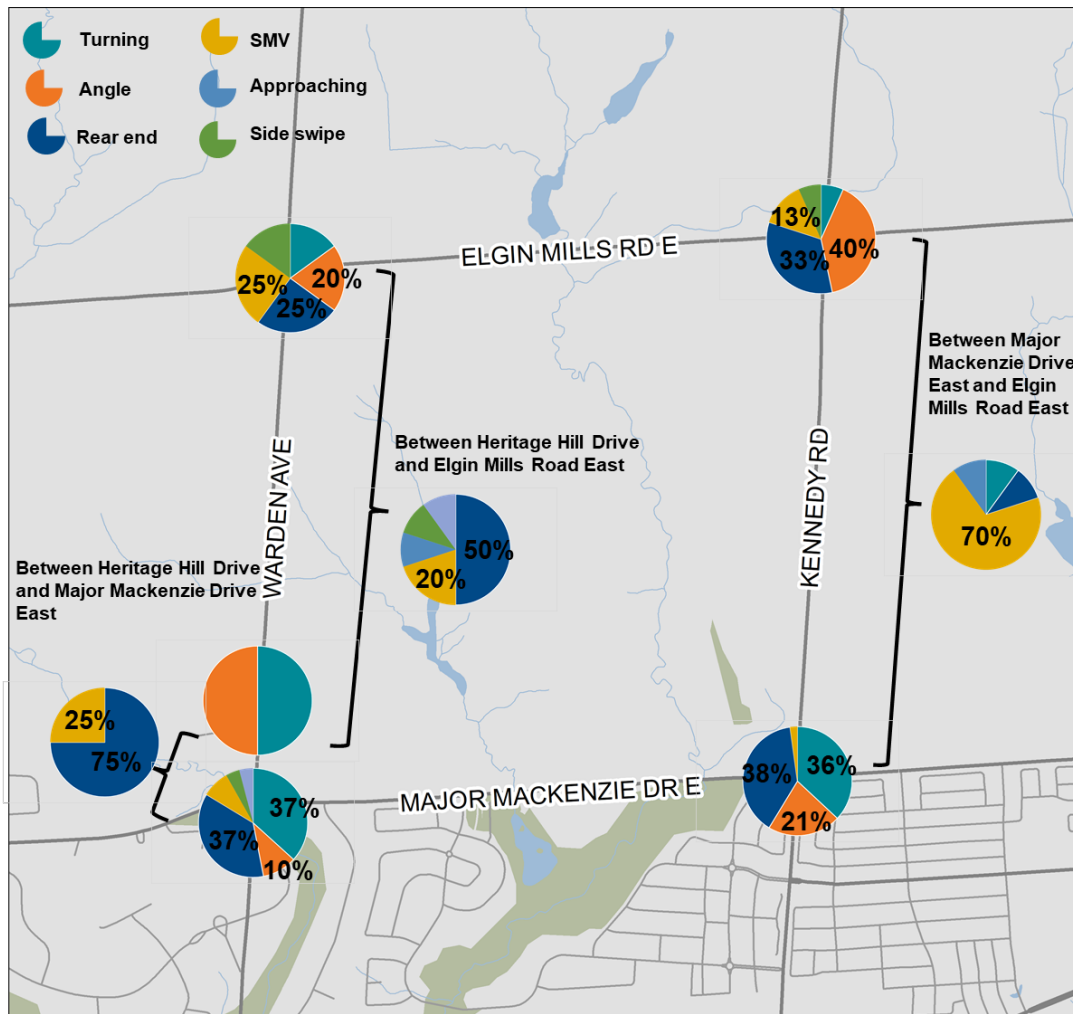 Turning
SMV
Angle
Approaching
Rear end
Side swipe
ELGIN MILLS RD E
13%
40%
33%
20%
25%
25%
Between Major
Mackenzie Drive
East and Elgin
Mills Road East
70%
Between Heritage Hill Drive
and Elgin Mills Road East
50%
20%
WARDEN AVE
KENNEDY RD
Between Heritage Hill Drive
and Major Mackenzie Drive
East
25%
75%
MAJOR MACKENZIE DR E
37%
37%
10%
36%
38%
21%